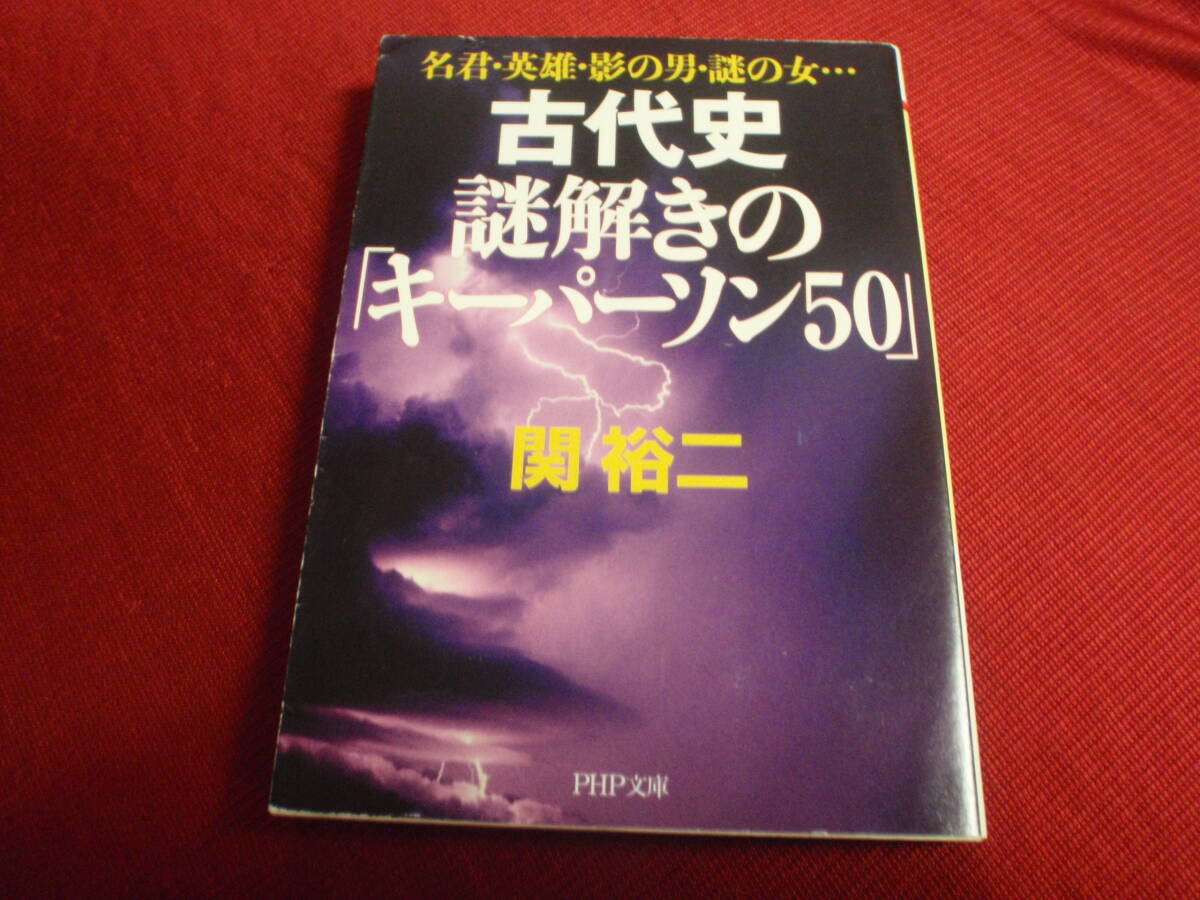 名君・英雄・影の男・謎の女…
古代史
謎解きの
「キーパーソン50」
関 裕二
PHP文庫